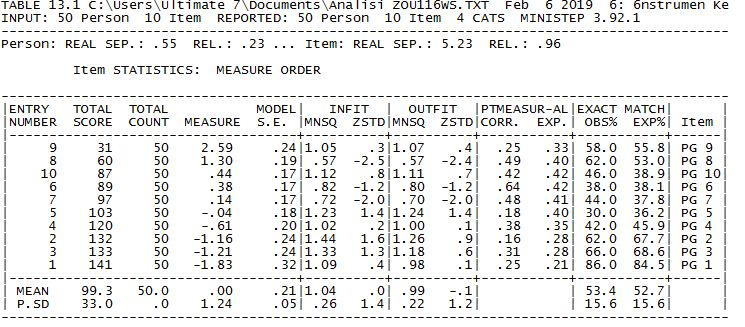 TABLE 13.1 C:\Users\Ultimate 7\Documents\Analisi ZOU116WS.TXT Feb 6 2019 6: 6nstrumen Ke
INPUT: 50 Person 10 Item REPORTED: 50 Person 10 Item 4 CATS MINISTEP 3.92.1
--------------------------------------------------------------------------------
Person: REAL SEP.: .55 REL.: .23 ... Item: REAL SEP.: 5.23 REL.: .96

Item STATISTICS: MEASURE ORDER

--------------------------------------------------------------------------------
|ENTRY TOTAL TOTAL MODEL| INFIT | OUTFIT |PTMEASUR-AL|EXACT MATCH| |
|NUMBER SCORE COUNT MEASURE S.E. |MNSQ ZSTD|MNSQ ZSTD|CORR. EXP.| OBS% EXP%| Item |
| 9 31 50 2.59 .24|1.05 .3|1.07 .4| .25 .33| 58.0 55.8| PG 9 |
| 8 60 50 1.30 .19| .57 -2.5| .57 -2.4| .49 .40| 62.0 53.0| PG 8 |
| 10 87 50 .44 .17|1.12 .8|1.11 .7| .42 .42| 46.0 38.9| PG 10|
| 6 89 50 .38 .17| .82 -1.2| .80 -1.2| .64 .42| 38.0 38.1| PG 6 |
| 7 97 50 .14 .17| .72 -2.0| .70 -2.0| .48 .41| 44.0 37.8| PG 7 |
| 5 103 50 -.04 .18|1.23 1.4|1.24 1.4| .18 .40| 30.0 36.2| PG 5 |
| 4 120 50 -.61 .20|1.02 .2|1.00 .1| .38 .35| 42.0 45.9| PG 4 |
| 2 132 50 -1.16 .24|1.44 1.6|1.26 .9| .16 .28| 62.0 67.7| PG 2 |
| 3 133 50 -1.21 .24|1.33 1.3|1.18 .6| .31 .28| 66.0 68.6| PG 3 |
| 1 141 50 -1.83 .32|1.09 .4| .98 .1| .25 .21| 86.0 84.5| PG 1 |
| MEAN 99.3 50.0 .00 .21|1.04 .0| .99 -.1| | 53.4 52.7| |
| P.SD 33.0 .0 1.24 .05| .26 1.4| .22 1.2| | 15.6 15.6| |
--------------------------------------------------------------------------------